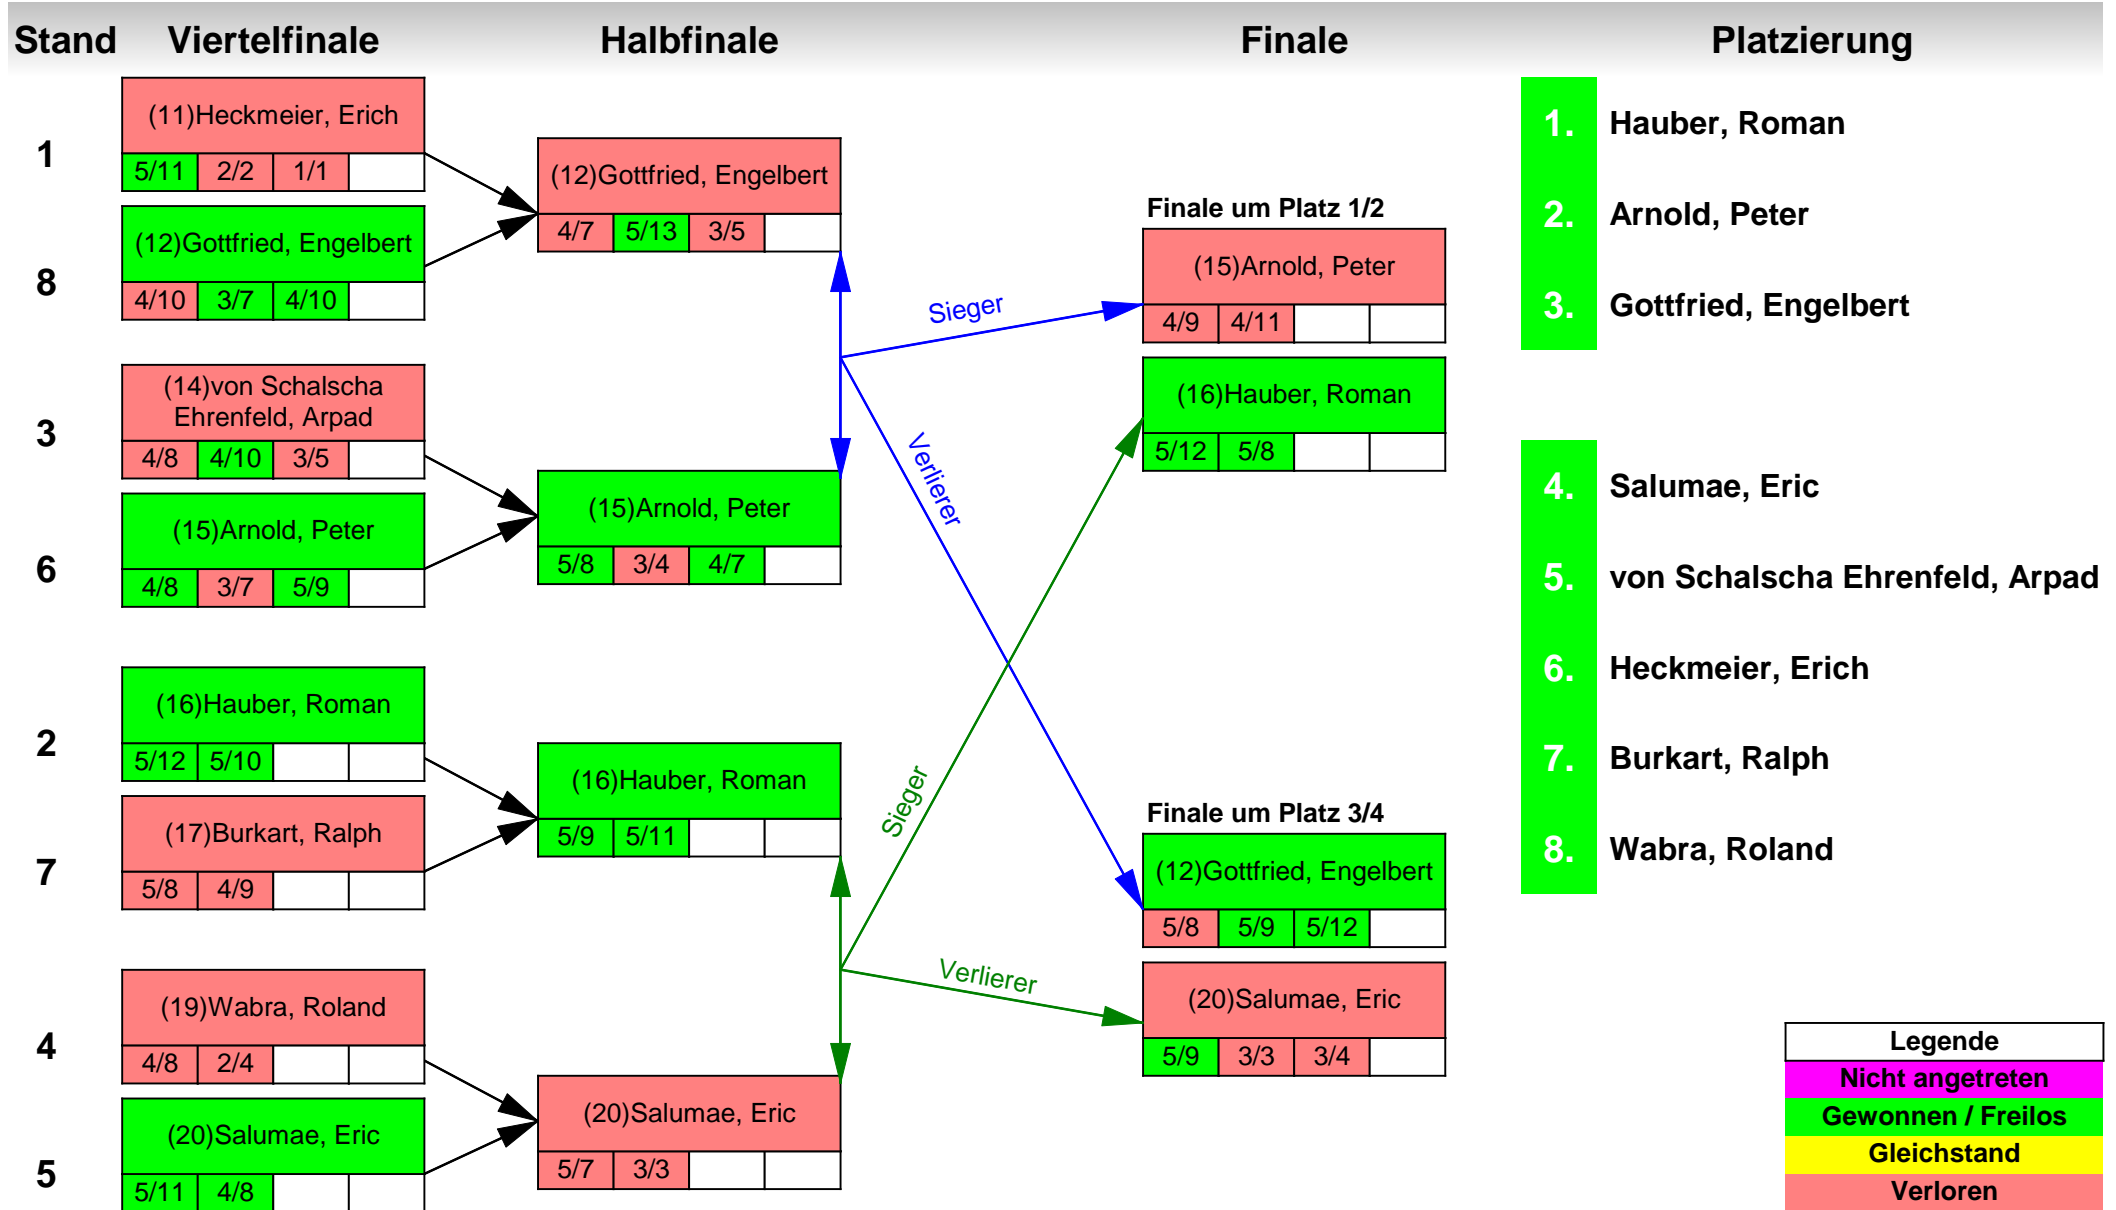 Stand Viertelfinale Halbfinale Finale Platzierung
1
(11)Heckmeier, Erich
5/11 2/2 1/1
8
(12)Gottfried, Engelbert
4/10 3/7 4/10
3
(14)von Schalscha
Ehrenfeld, Arpad
4/8 4/10 3/5
6
(15)Arnold, Peter
4/8 3/7 5/9
2
(16)Hauber, Roman
5/12 5/10
7
(17)Burkart, Ralph
5/8 4/9
4
(19)Wabra, Roland
4/8 2/4
5
(20)Salumae, Eric
5/11 4/8
(12)Gottfried, Engelbert
4/7 5/13 3/5
(15)Arnold, Peter
5/8 3/4 4/7
(16)Hauber, Roman
5/9 5/11
(20)Salumae, Eric
5/7 3/3
Sieger
Verlierer
Sieger
Verlierer
Finale um Platz 1/2
(15)Arnold, Peter
4/9 4/11
(16)Hauber, Roman
5/12 5/8
Finale um Platz 3/4
(12)Gottfried, Engelbert
5/8 5/9 5/12
(20)Salumae, Eric
5/9 3/3 3/4
1. Hauber, Roman
2. Arnold, Peter
3. Gottfried, Engelbert
4. Salumae, Eric
5. von Schalscha Ehrenfeld, Arpad
6. Heckmeier, Erich
7. Burkart, Ralph
8. Wabra, Roland
Legende
Nicht angetreten
Gewonnen / Freilos
Gleichstand
Verloren